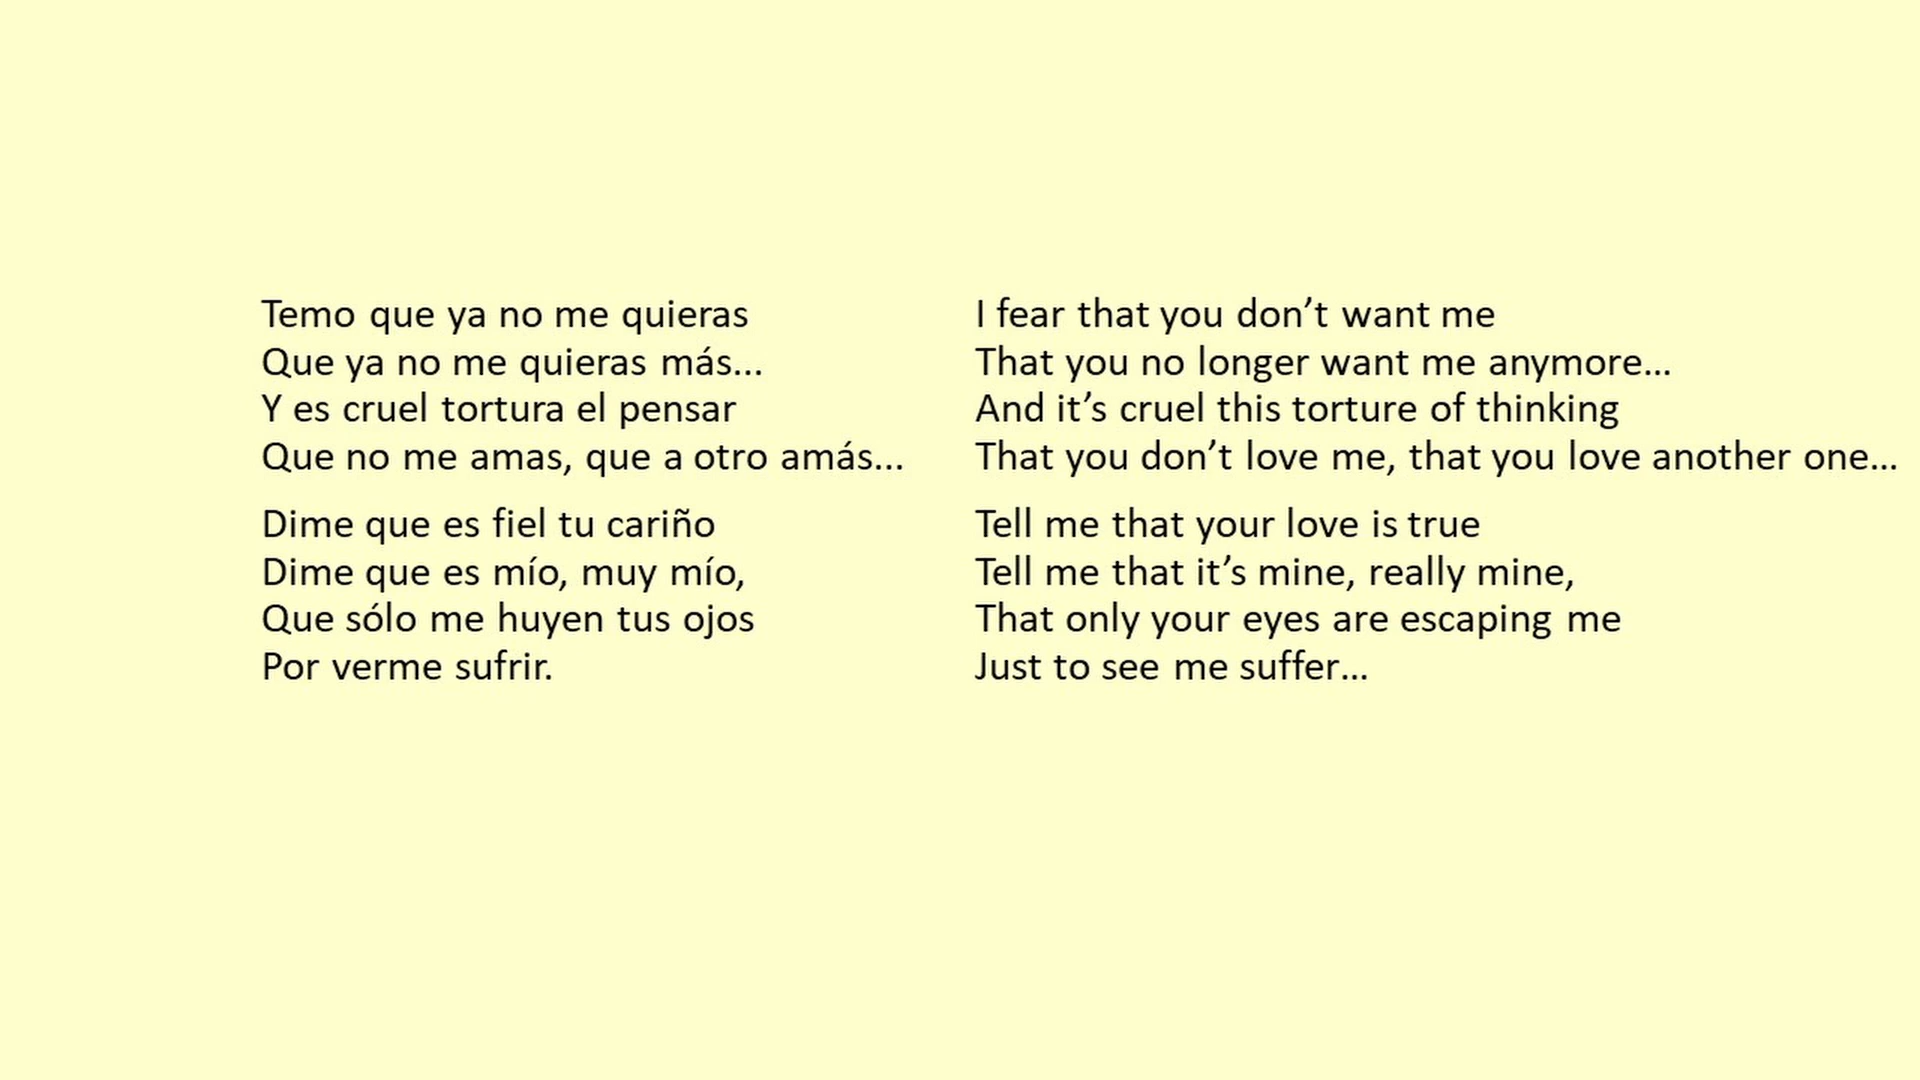 Temo que ya no me quieras
Que ya no me quieras más...
Y es cruel tortura el pensar
Que no me amas, que a otro amás...
Dime que es fiel tu cariño
Dime que es mío, muy mío,
Que sólo me huyen tus ojos
Por verme sufrir.
I fear that you don’t want me
That you no longer want me anymore…
And it’s cruel this torture of thinking
That you don’t love me, that you love another one…
Tell me that your love is true
Tell me that it’s mine, really mine,
That only your eyes are escaping me
Just to see me suffer…